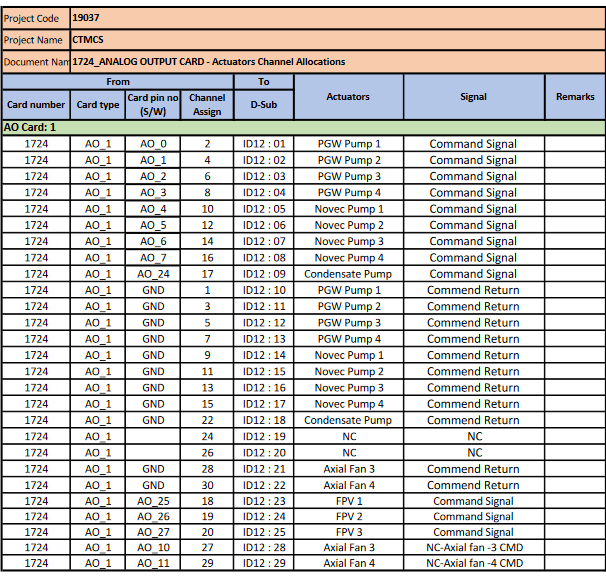 Project Code 19037
Project Name CTMCS
Document Nam 1724_ANALOG OUTPUT CARD - Actuators Channel Allocations
From To
Card number Card type Card pin no (S/W) Channel Assign D-Sub Actuators Signal Remarks
AO Card: 1
1724 AO_1 AO_0 2 ID12 : 01 PGW Pump 1 Command Signal
1724 AO_1 AO_1 4 ID12 : 02 PGW Pump 2 Command Signal
1724 AO_1 AO_2 6 ID12 : 03 PGW Pump 3 Command Signal
1724 AO_1 AO_3 8 ID12 : 04 PGW Pump 4 Command Signal
1724 AO_1 AO_4 10 ID12 : 05 Novec Pump 1 Command Signal
1724 AO_1 AO_5 12 ID12 : 06 Novec Pump 2 Command Signal
1724 AO_1 AO_6 14 ID12 : 07 Novec Pump 3 Command Signal
1724 AO_1 AO_7 16 ID12 : 08 Novec Pump 4 Command Signal
1724 AO_1 AO_24 17 ID12 : 09 Condensate Pump Command Signal
1724 AO_1 GND 1 ID12 : 10 PGW Pump 1 Commend Return
1724 AO_1 GND 3 ID12 : 11 PGW Pump 2 Commend Return
1724 AO_1 GND 5 ID12 : 12 PGW Pump 3 Commend Return
1724 AO_1 GND 7 ID12 : 13 PGW Pump 4 Commend Return
1724 AO_1 GND 9 ID12 : 14 Novec Pump 1 Commend Return
1724 AO_1 GND 11 ID12 : 15 Novec Pump 2 Commend Return
1724 AO_1 GND 13 ID12 : 16 Novec Pump 3 Commend Return
1724 AO_1 GND 15 ID12 : 17 Novec Pump 4 Commend Return
1724 AO_1 GND 22 ID12 : 18 Condensate Pump Commend Return
1724 AO_1 24 ID12 : 19 NC NC
1724 AO_1 26 ID12 : 20 NC NC
1724 AO_1 GND 28 ID12 : 21 Axial Fan 3 Commend Return
1724 AO_1 GND 30 ID12 : 22 Axial Fan 4 Commend Return
1724 AO_1 AO_25 18 ID12 : 23 FPV 1 Command Signal
1724 AO_1 AO_26 19 ID12 : 24 FPV 2 Command Signal
1724 AO_1 AO_27 20 ID12 : 25 FPV 3 Command Signal
1724 AO_1 AO_10 27 ID12 : 28 Axial Fan 3 NC-Axial fan -3 CMD
1724 AO_1 AO_11 29 ID12 : 29 Axial Fan 4 NC-Axial fan -4 CMD